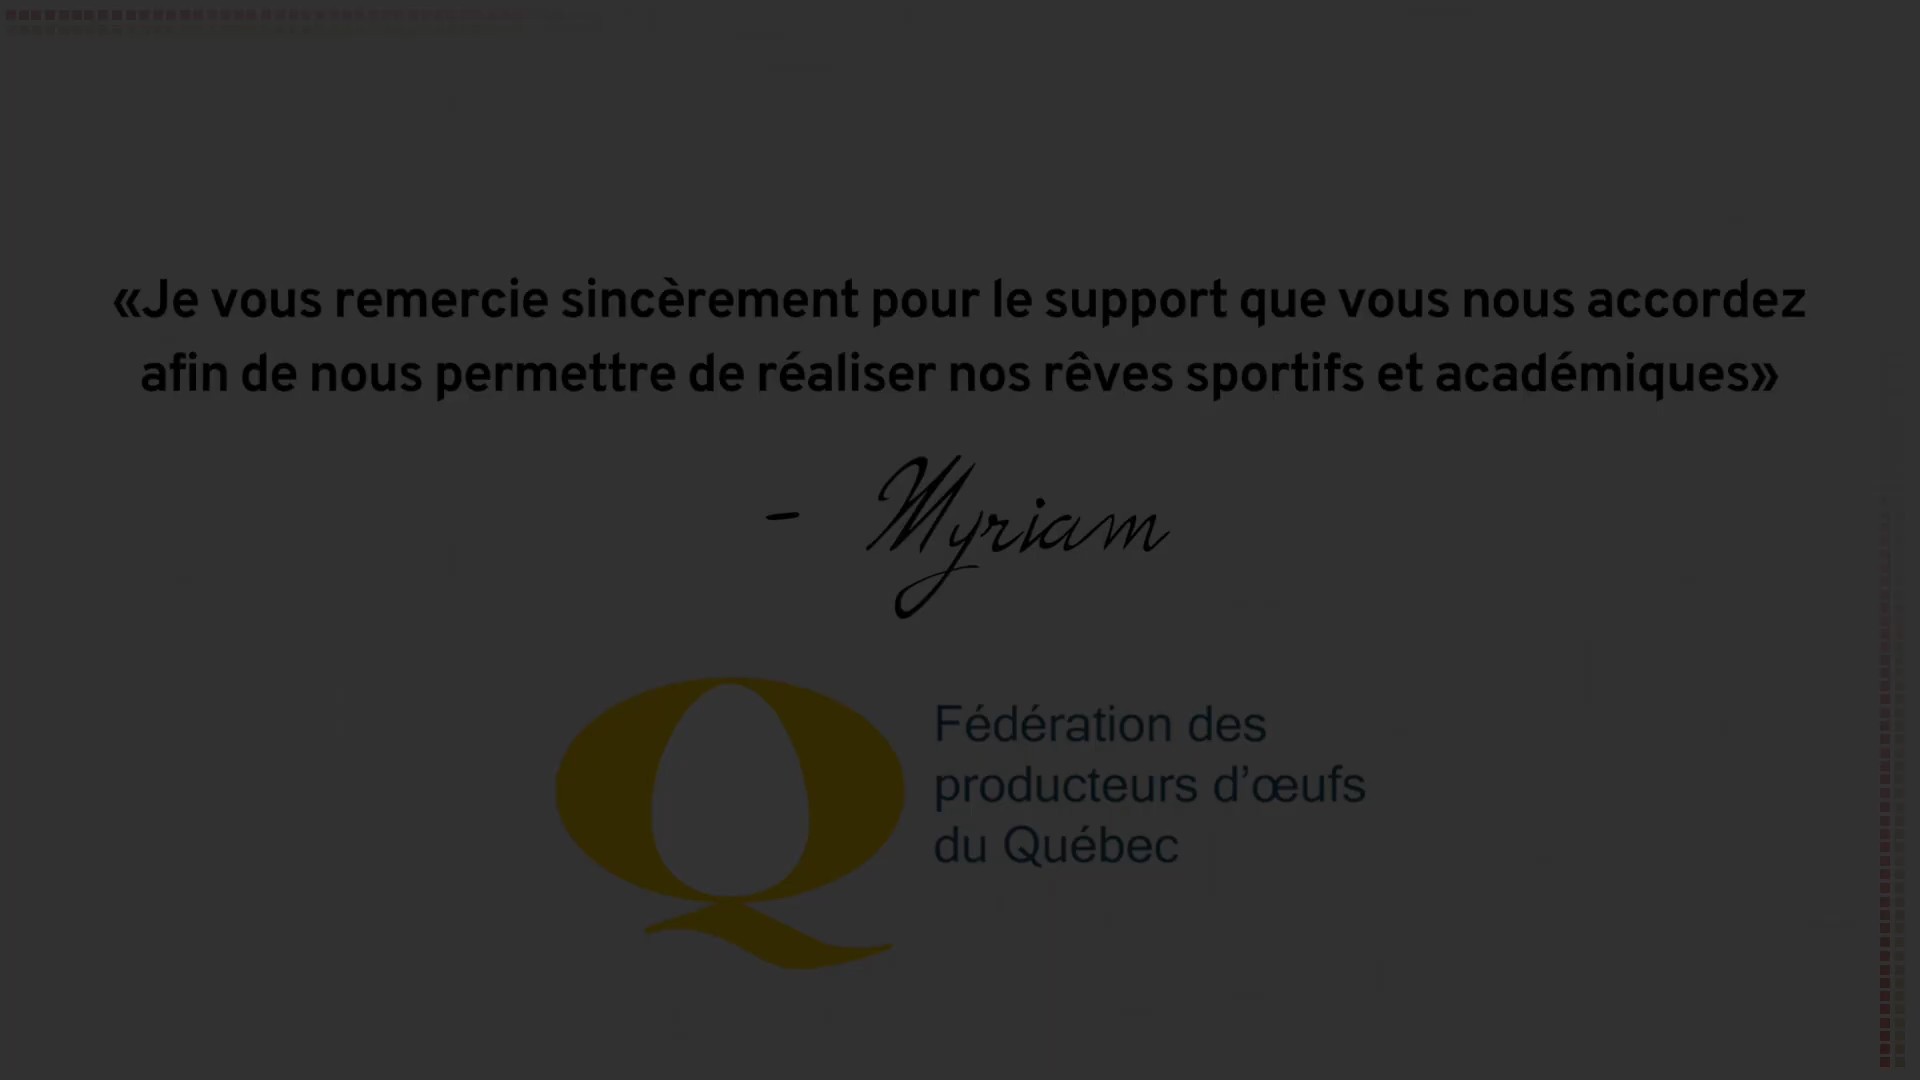 «Je vous remercie sincèrement pour le support que vous nous accordez
afin de nous permettre de réaliser nos rêves sportifs et académiques»
- Myriam
Fédération des
producteurs d'œufs
du Québec